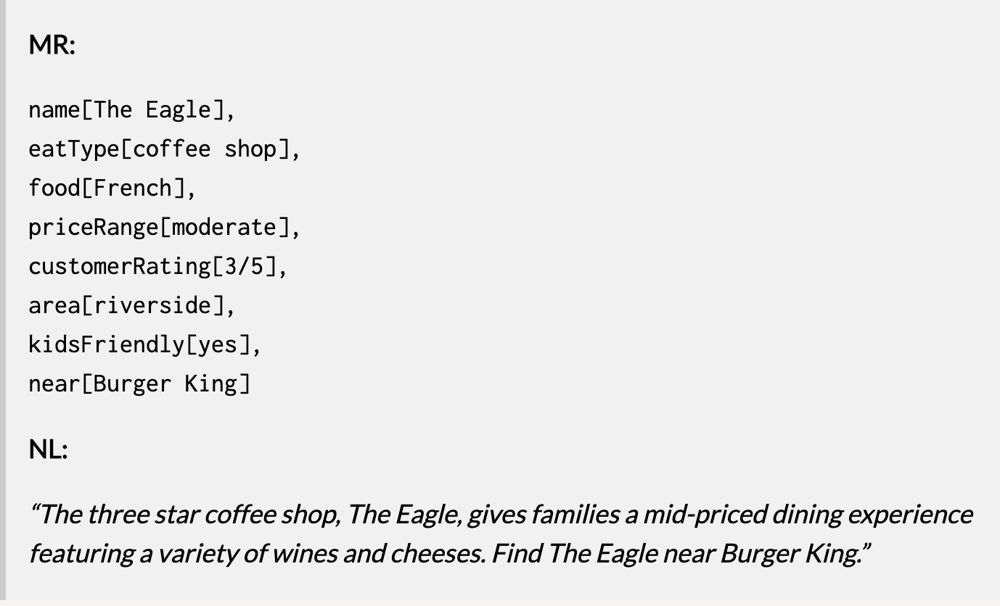 MR:
name[The Eagle],
eatType[coffee shop],
food[French],
priceRange[moderate],
customerRating[3/5],
area[riverside],
kidsFriendly[yes],
near[Burger King]
NL:
“The three star coffee shop, The Eagle, gives families a mid-priced dining experience
featuring a variety of wines and cheeses. Find The Eagle near Burger King.”